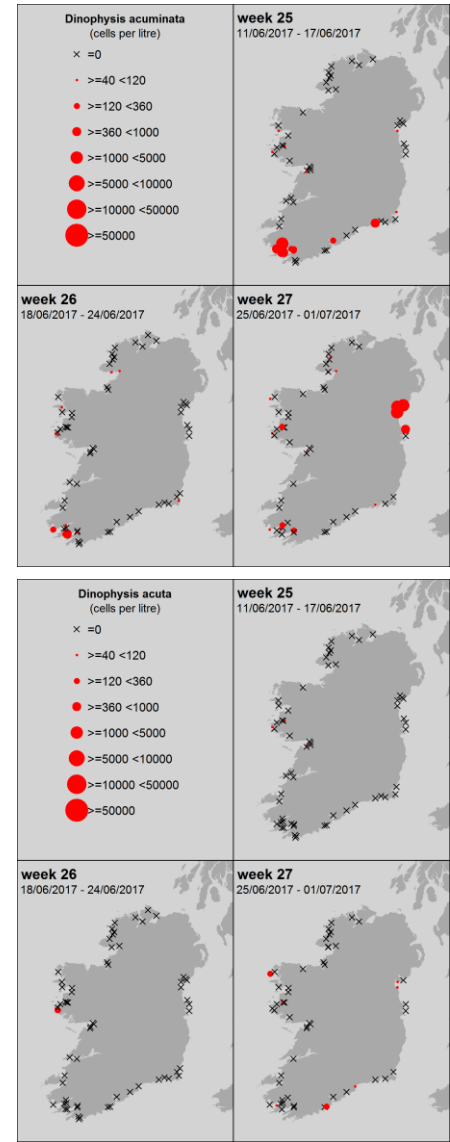 Dinophysis acuminata
(cells per litre)
× =0
>=40 <120
>=120 <360
>=360 <1000
>=1000 <5000
>=5000 <10000
>=10000 <50000
>=50000
week 25
11/06/2017 - 17/06/2017
week 26
18/06/2017 - 24/06/2017
week 27
25/06/2017 - 01/07/2017
Dinophysis acuta
(cells per litre)
× =0
>=40 <120
>=120 <360
>=360 <1000
>=1000 <5000
>=5000 <10000
>=10000 <50000
>=50000
week 25
11/06/2017 - 17/06/2017
week 26
18/06/2017 - 24/06/2017
week 27
25/06/2017 - 01/07/2017